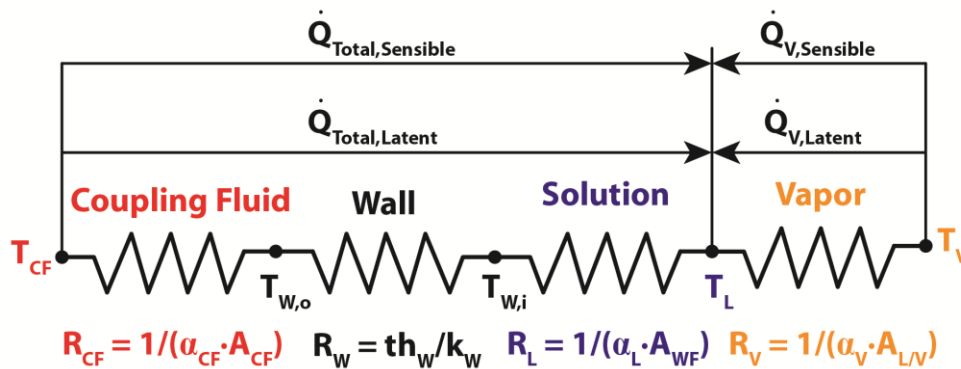 Q̇Total,Sensible Q̇V,Sensible
Q̇Total,Latent Q̇V,Latent
Coupling Fluid Wall Solution Vapor
TCF TW,o TW,i TL TV
RCF = 1/(αCF·ACF) RW = thW/kW RL = 1/(αL·AWF) RV = 1/(αV·AL/V)